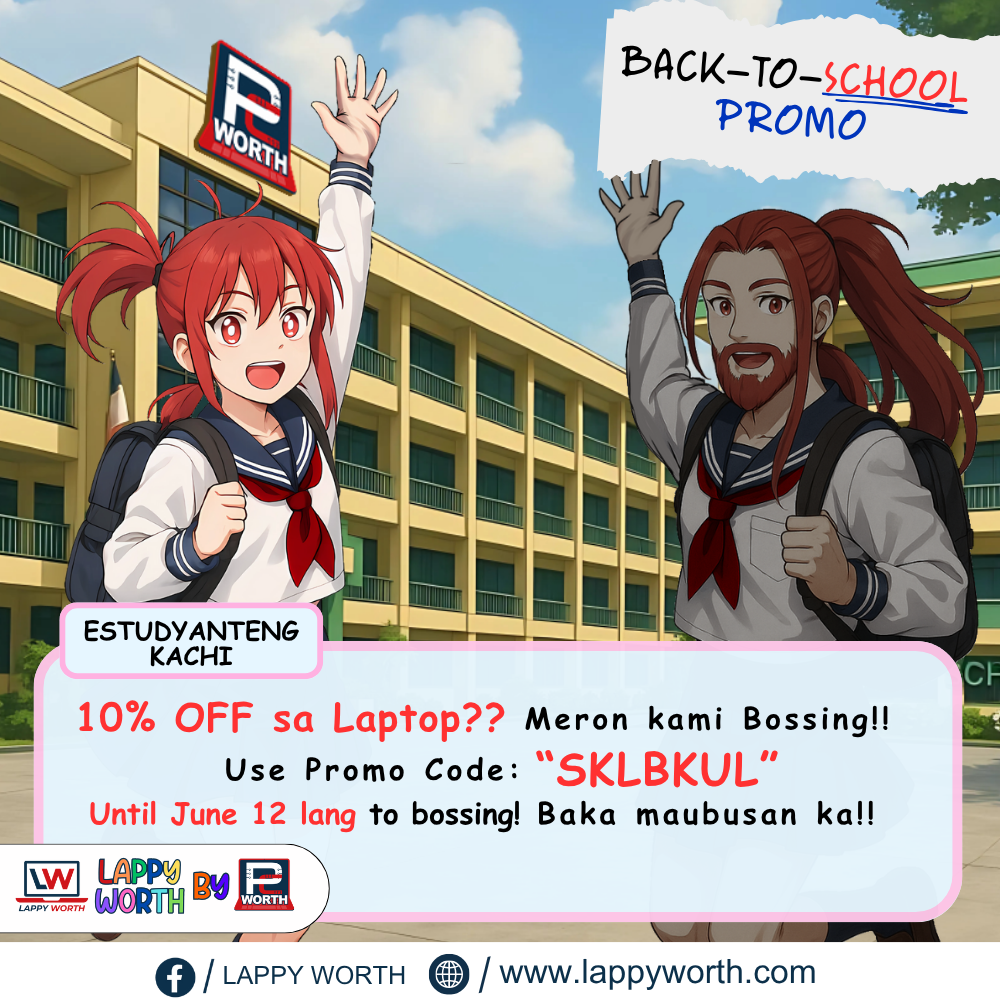 PC
WORTH
BACK-TO-SCHOOL
PROMO
ESTUDYANTENG
KACHI
10% OFF sa Laptop?? Meron kami Bossing!!
Use Promo Code: “SKLBKUL”
Until June 12 lang to bossing! Baka maubusan ka!!
LW
LAPPY WORTH
LAPPY
WORTH
BY
PC
WORTH
/ LAPPY WORTH
/ www.lappyworth.com